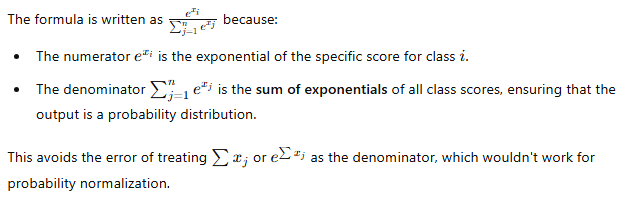 The formula is written as $\frac{e^{x_i}}{\sum_{j=1}^{n} e^{x_j}}$ because:
• The numerator $e^{x_i}$ is the exponential of the specific score for class $i$.
• The denominator $\sum_{j=1}^{n} e^{x_j}$ is the sum of exponentials of all class scores, ensuring that the
output is a probability distribution.
This avoids the error of treating $\sum x_j$ or $e^{\sum x_j}$ as the denominator, which wouldn't work for
probability normalization.